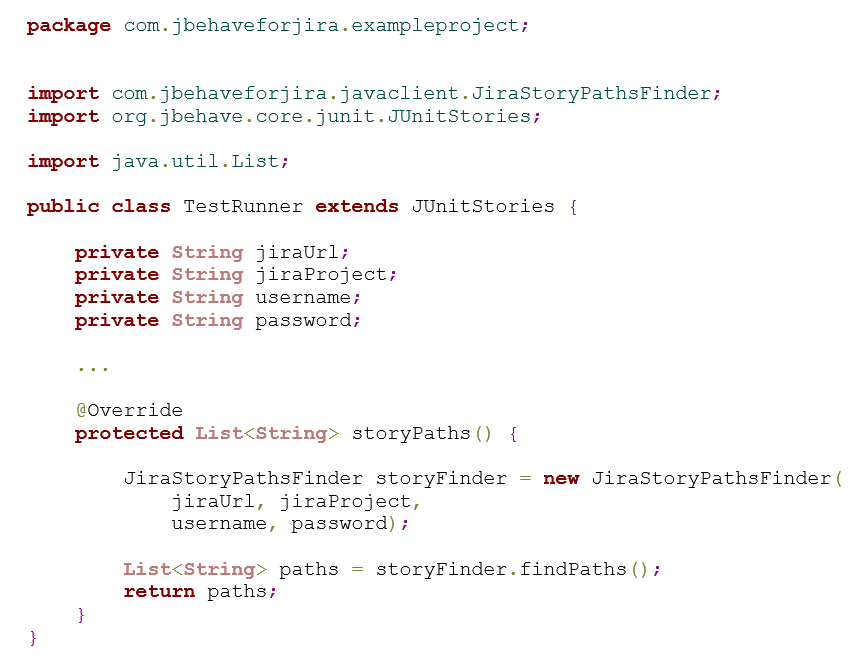 package com.jbehaveforjira.exampleproject;
import com.jbehaveforjira.javaclient.JiraStoryPathsFinder;
import org.jbehave.core.junit.JUnitStories;
import java.util.List;
public class TestRunner extends JUnitStories {
private String jiraUrl;
private String jiraProject;
private String username;
private String password;
...
@Override
protected List<String> storyPaths() {
JiraStoryPathsFinder storyFinder = new JiraStoryPathsFinder(
jiraUrl, jiraProject,
username, password);
List<String> paths = storyFinder.findPaths();
return paths;
}
}